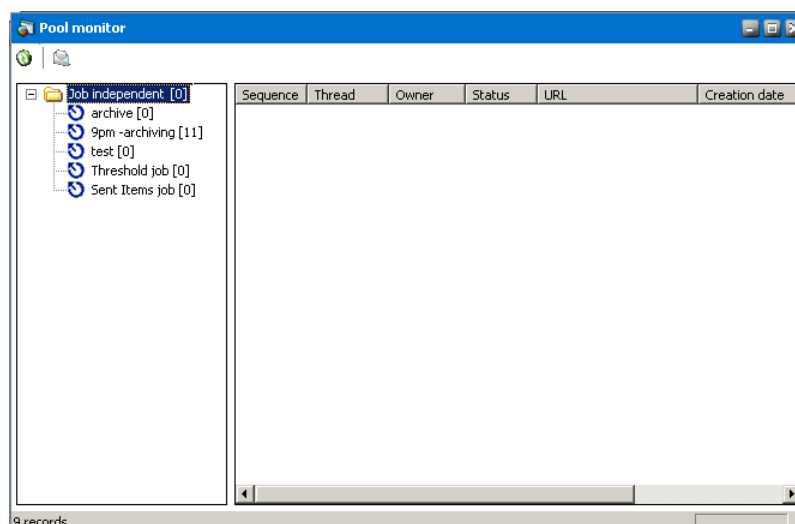 Pool monitor
Job independent [0]
archive [0]
9pm -archiving [11]
test [0]
Threshold job [0]
Sent Items job [0]
Sequence Thread Owner Status URL Creation date
9 records